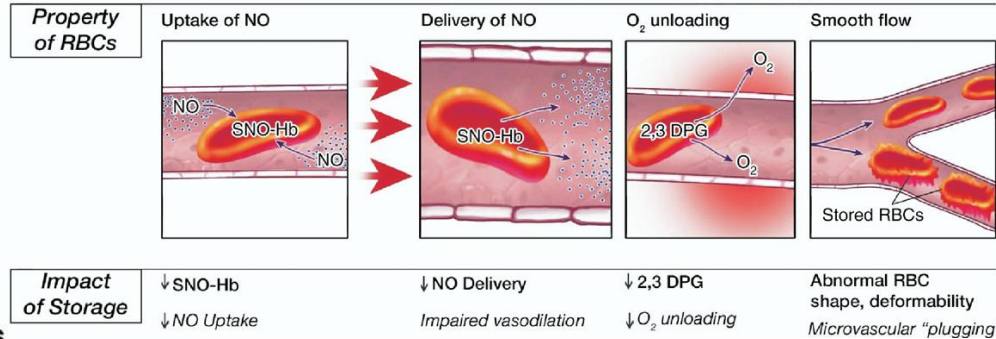 Property
of RBCs
Uptake of NO
Delivery of NO
O₂ unloading
Smooth flow
NO
SNO-Hb
NO
SNO-Hb
O₂
2,3 DPG
O₂
Stored RBCs
Impact
of Storage
↓ SNO-Hb
↓ NO Uptake
↓ NO Delivery
Impaired vasodilation
↓ 2,3 DPG
↓ O₂ unloading
Abnormal RBC
shape, deformability
Microvascular “plugging
s